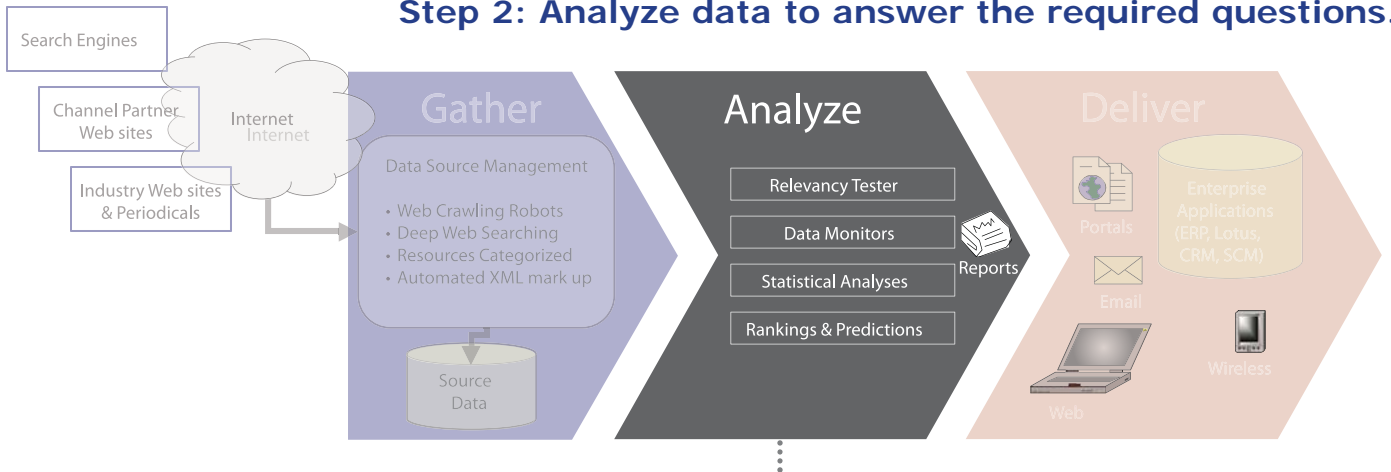 Step 2: Analyze data to answer the required questions.
Search Engines
Channel Partner
Web sites
Industry Web sites
& Periodicals
Internet
Internet
Gather
Data Source Management
• Web Crawling Robots
• Deep Web Searching
• Resources Categorized
• Automated XML mark up
Source
Data
Analyze
Relevancy Tester
Data Monitors
Statistical Analyses
Rankings & Predictions
Reports
Deliver
Portals
Enterprise
Applications
(ERP, Lotus,
CRM, SCM)
Email
Wireless
Web